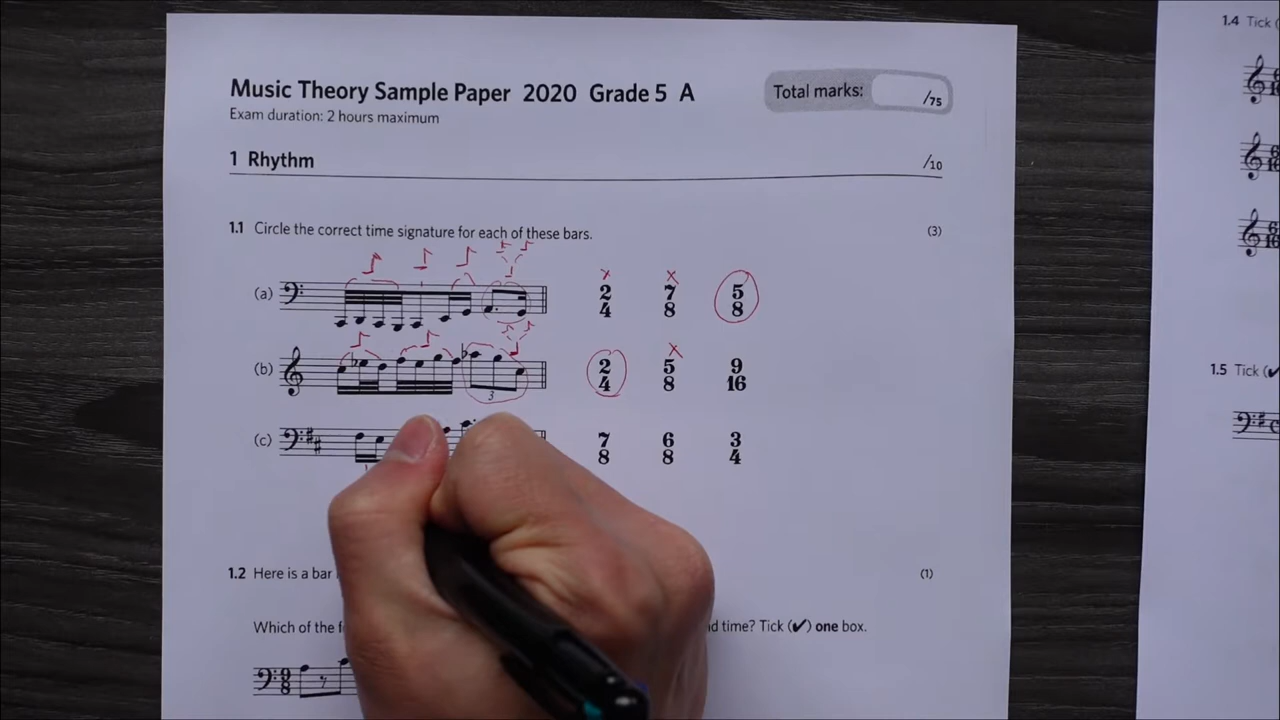 Music Theory Sample Paper 2020 Grade 5 A
Total marks: /75
Exam duration: 2 hours maximum
1 Rhythm /10
1.1 Circle the correct time signature for each of these bars. (3)
(a) 2/4 7/8 5/8
(b) 3 2/4 5/8 9/16
(c) 7/8 6/8 3/4
1.2 Here is a bar (1)
Which of the time? Tick (✔) one box.
9/8
1.4 Tick
1.5 Tick (✔